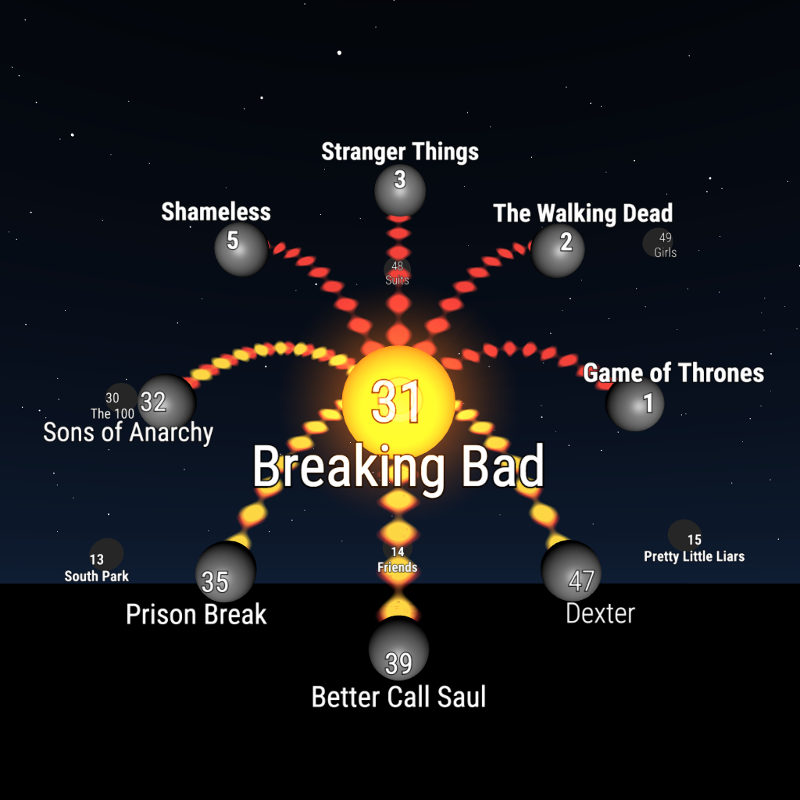 Stranger Things
3
Shameless
5
The Walking Dead
2
49
Girls
48
Suits
Game of Thrones
1
31
Breaking Bad
30
The 100
32
Sons of Anarchy
13
South Park
14
Friends
15
Pretty Little Liars
35
Prison Break
47
Dexter
39
Better Call Saul